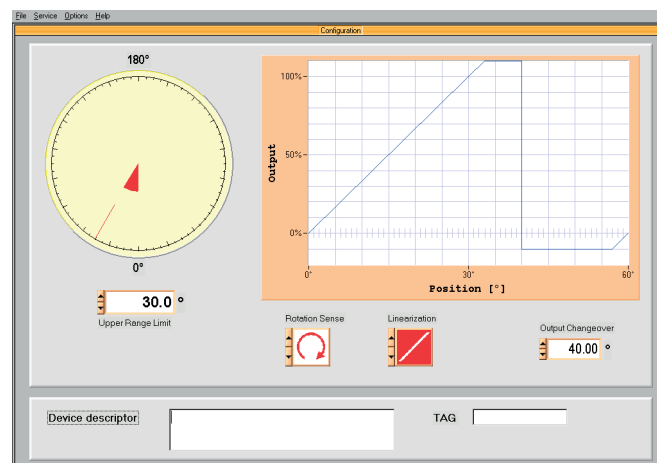 File Service Options Help
Configuration
180°
0°
30.0 °
Upper Range Limit
100%
50%
0%
Output
0° 30° 60°
Position [°]
Rotation Sense
Linearization
Output Changeover
40.00 °
Device descriptor
TAG